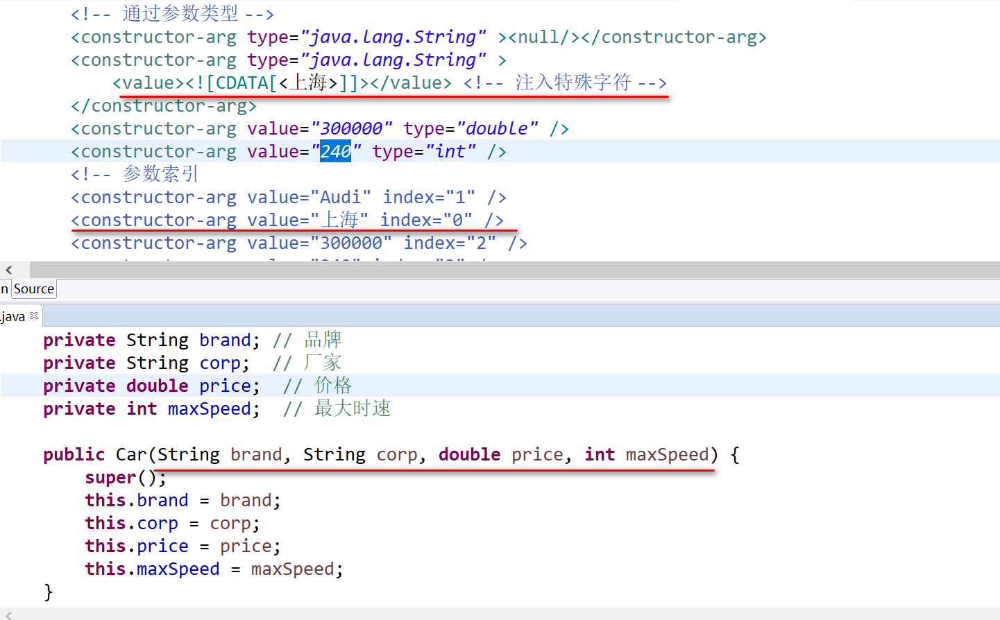 <!-- 通过参数类型 -->
<constructor-arg type="java.lang.String" ><null/></constructor-arg>
<constructor-arg type="java.lang.String" >
<value><![CDATA[<上海>]]></value> <!-- 注入特殊字符 -->
</constructor-arg>
<constructor-arg value="300000" type="double" />
<constructor-arg value="240" type="int" />
<!-- 参数索引
<constructor-arg value="Audi" index="1" />
<constructor-arg value="上海" index="0" />
<constructor-arg value="300000" index="2" />
n Source
.java
private String brand; // 品牌
private String corp; // 厂家
private double price; // 价格
private int maxSpeed; // 最大时速
public Car(String brand, String corp, double price, int maxSpeed) {
super();
this.brand = brand;
this.corp = corp;
this.price = price;
this.maxSpeed = maxSpeed;
}